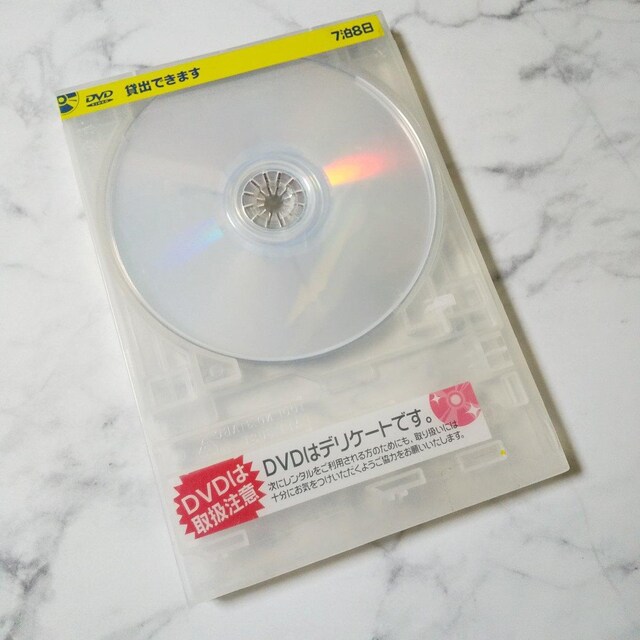 DVD
貸出できます
7泊8日
DVDは
取扱注意
DVDはデリケートです。
次にレンタルをご利用される方のためにも、取り扱いには
十分にお気をつけいただくようご協力をお願いいたします。